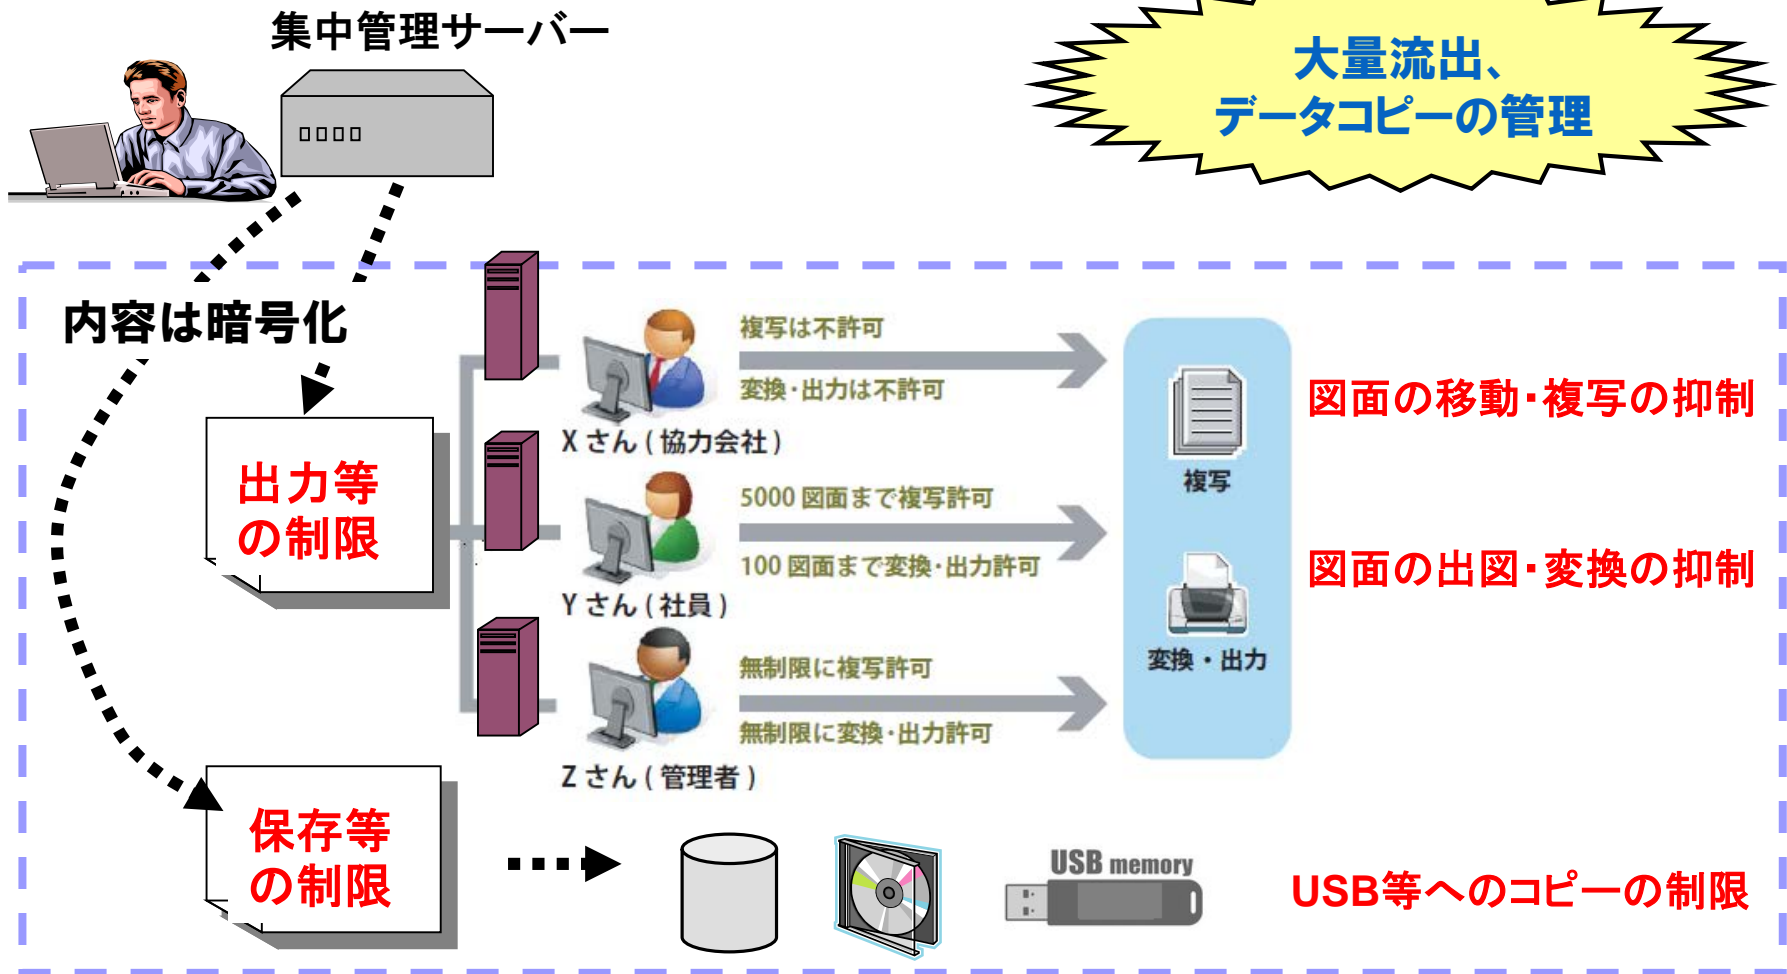 集中管理サーバー
大量流出、
データコピーの管理
内容は暗号化
複写は不許可
変換・出力は不許可
Xさん(協力会社)
出力等
の制限
5000 図面まで複写許可
100 図面まで変換・出力許可
Yさん(社員)
無制限に複写許可
無制限に変換・出力許可
Zさん(管理者)
複写
変換・出力
図面の移動・複写の抑制
図面の出図・変換の抑制
保存等
の制限
USB memory
USB等へのコピーの制限